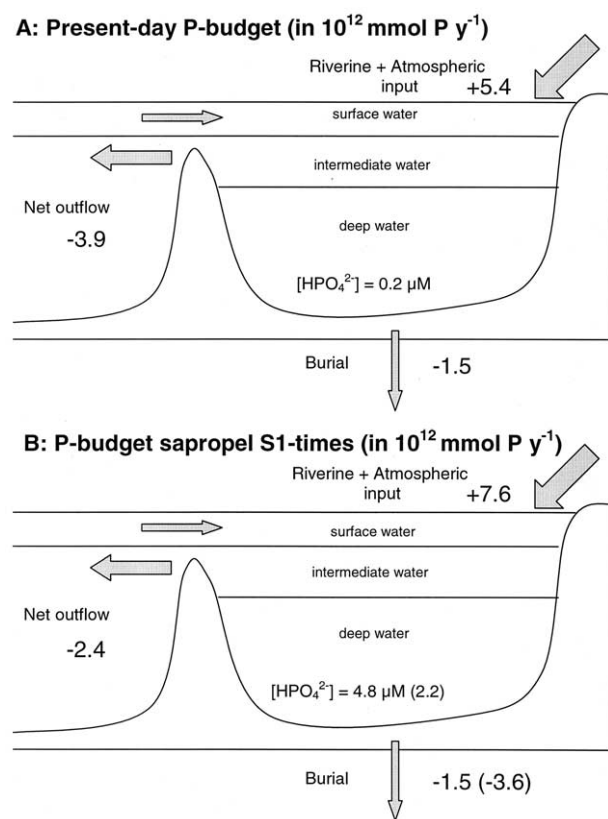 A: Present-day P-budget (in 10¹² mmol P y⁻¹)
Riverine + Atmospheric
input +5.4
surface water
intermediate water
Net outflow
-3.9
deep water
[HPO₄²⁻] = 0.2 µM
Burial -1.5
B: P-budget sapropel S1-times (in 10¹² mmol P y⁻¹)
Riverine + Atmospheric
input +7.6
surface water
intermediate water
Net outflow
-2.4
deep water
[HPO₄²⁻] = 4.8 µM (2.2)
Burial -1.5 (-3.6)